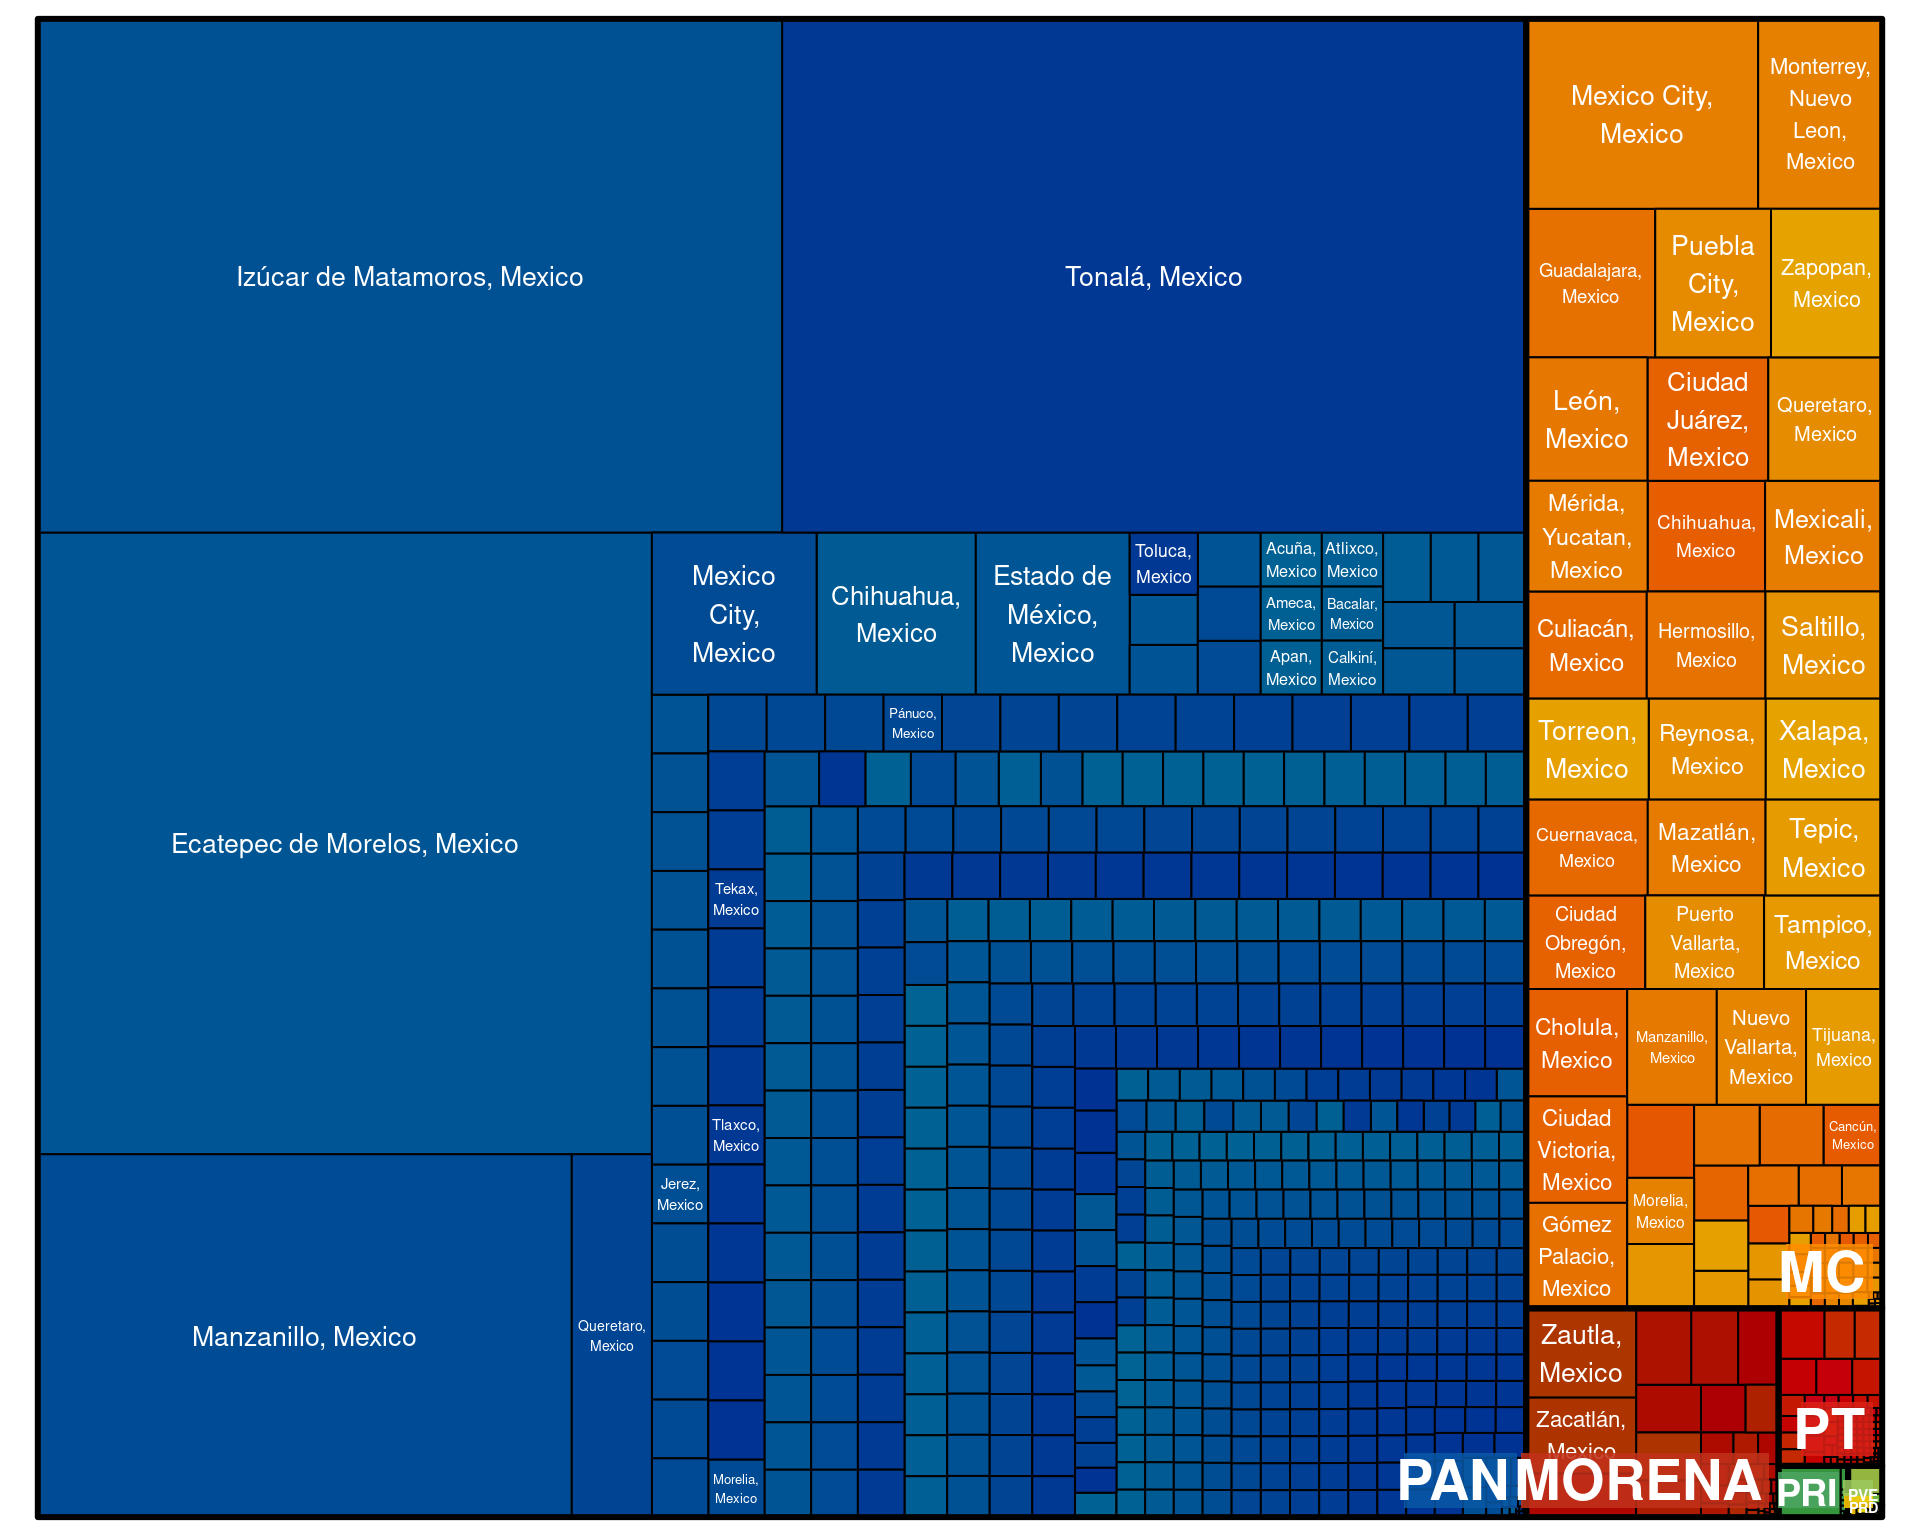 Izúcar de Matamoros, Mexico
Tonalá, Mexico
Ecatepec de Morelos, Mexico
Manzanillo, Mexico
Queretaro,
Mexico
Mexico
City,
Mexico
Chihuahua,
Mexico
Estado de
México,
Mexico
Toluca,
Mexico
Acuña,
Mexico
Atlixco,
Mexico
Ameca,
Mexico
Bacalar,
Mexico
Apan,
Mexico
Calkiní,
Mexico
Pánuco,
Mexico
Tekax,
Mexico
Tlaxco,
Mexico
Jerez,
Mexico
Morelia,
Mexico
PAN
Mexico City,
Mexico
Monterrey,
Nuevo
Leon,
Mexico
Guadalajara,
Mexico
Puebla
City,
Mexico
Zapopan,
Mexico
León,
Mexico
Ciudad
Juárez,
Mexico
Queretaro,
Mexico
Mérida,
Yucatan,
Mexico
Chihuahua,
Mexico
Mexicali,
Mexico
Culiacán,
Mexico
Hermosillo,
Mexico
Saltillo,
Mexico
Torreon,
Mexico
Reynosa,
Mexico
Xalapa,
Mexico
Cuernavaca,
Mexico
Mazatlán,
Mexico
Tepic,
Mexico
Ciudad
Obregón,
Mexico
Puerto
Vallarta,
Mexico
Tampico,
Mexico
Cholula,
Mexico
Manzanillo,
Mexico
Nuevo
Vallarta,
Mexico
Tijuana,
Mexico
Ciudad
Victoria,
Mexico
Cancún,
Mexico
Morelia,
Mexico
Gómez
Palacio,
Mexico
MC
Zautla,
Mexico
Zacatlán,
Mexico
MORENA
PT
PRI
PVE
PRD